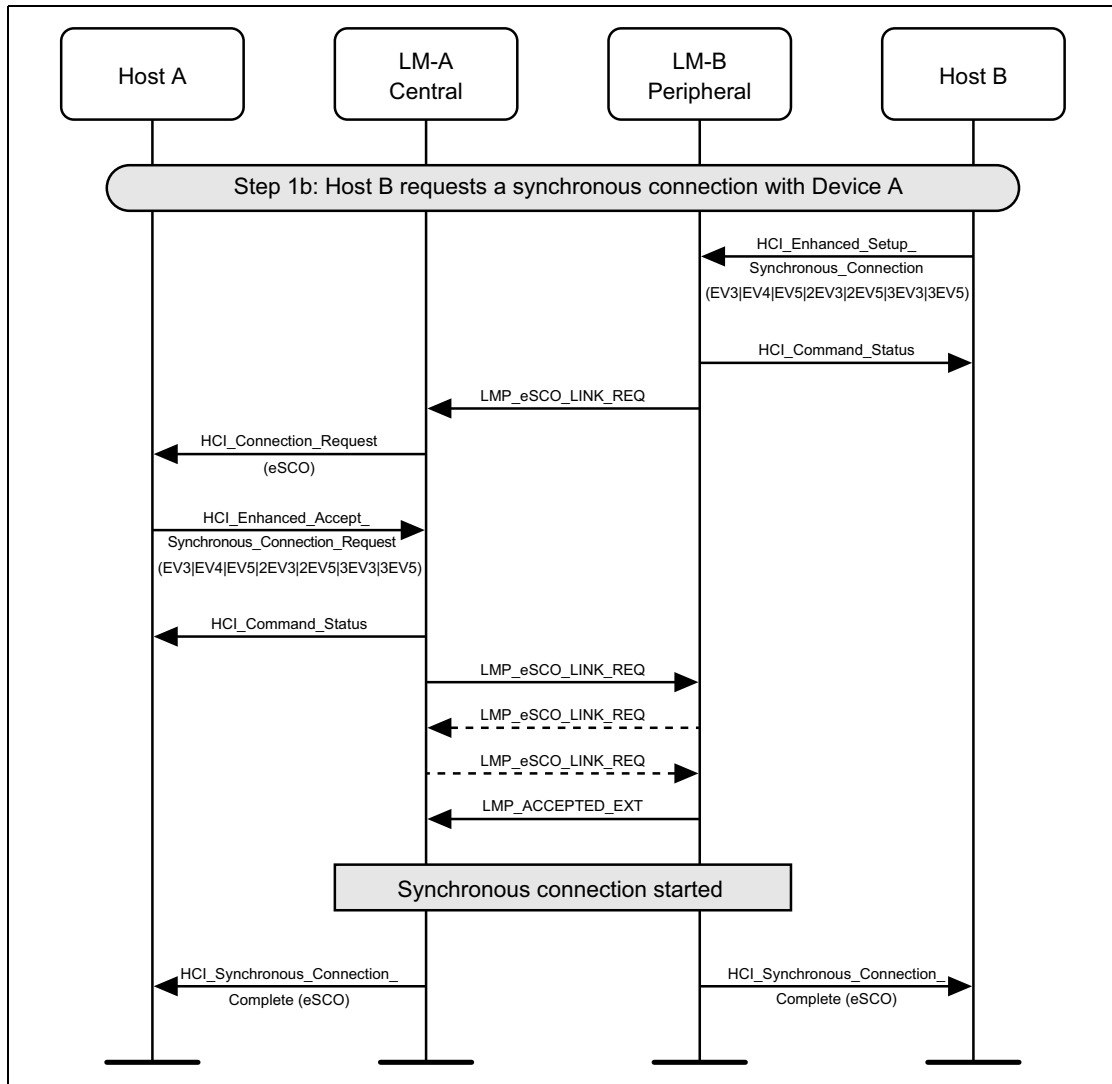 Host A
LM-A
Central
LM-B
Peripheral
Host B
Step 1b: Host B requests a synchronous connection with Device A
HCI_Enhanced_Setup_
Synchronous_Connection
(EV3|EV4|EV5|2EV3|2EV5|3EV3|3EV5)
HCI_Command_Status
LMP_eSCO_LINK_REQ
HCI_Connection_Request
(eSCO)
HCI_Enhanced_Accept_
Synchronous_Connection_Request
(EV3|EV4|EV5|2EV3|2EV5|3EV3|3EV5)
HCI_Command_Status
LMP_eSCO_LINK_REQ
LMP_eSCO_LINK_REQ
LMP_eSCO_LINK_REQ
LMP_ACCEPTED_EXT
Synchronous connection started
HCI_Synchronous_Connection_
Complete (eSCO)
HCI_Synchronous_Connection_
Complete (eSCO)